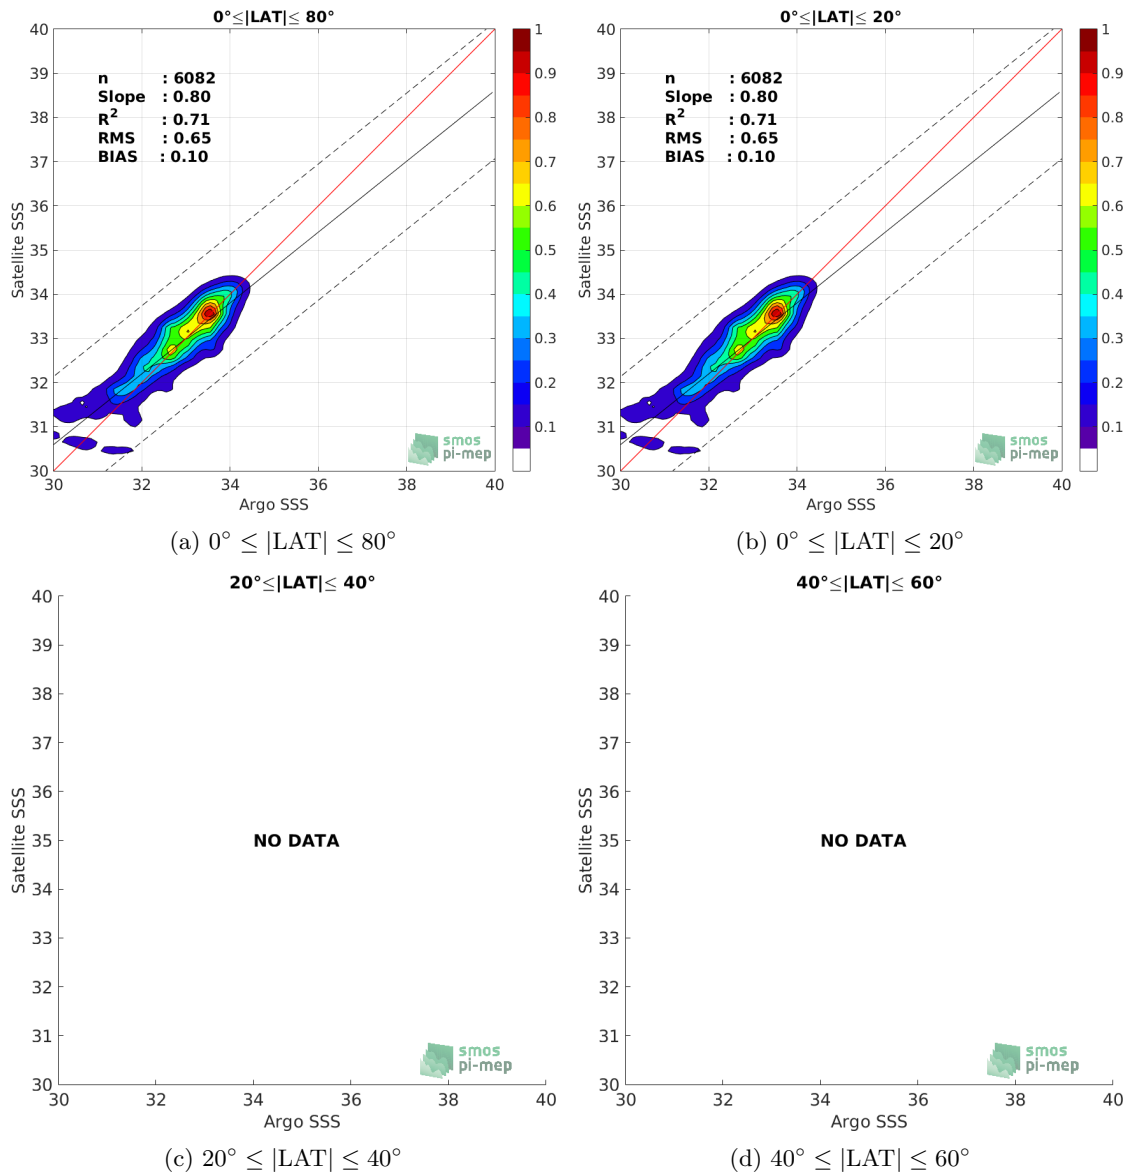 0°≤|LAT|≤ 80°
40
39
38
37
36
35
34
33
32
31
30
Satellite SSS
n : 6082
Slope : 0.80
R2 : 0.71
RMS : 0.65
BIAS : 0.10
smos
pi-mep
30 32 34 36 38 40
Argo SSS
1
0.9
0.8
0.7
0.6
0.5
0.4
0.3
0.2
0.1
(a) 0° ≤ |LAT| ≤ 80°
0°≤|LAT|≤ 20°
40
39
38
37
36
35
34
33
32
31
30
Satellite SSS
n : 6082
Slope : 0.80
R2 : 0.71
RMS : 0.65
BIAS : 0.10
smos
pi-mep
30 32 34 36 38 40
Argo SSS
1
0.9
0.8
0.7
0.6
0.5
0.4
0.3
0.2
0.1
(b) 0° ≤ |LAT| ≤ 20°
20°≤|LAT|≤ 40°
40
39
38
37
36
35
34
33
32
31
30
Satellite SSS
NO DATA
smos
pi-mep
30 32 34 36 38 40
Argo SSS
(c) 20° ≤ |LAT| ≤ 40°
40°≤|LAT|≤ 60°
40
39
38
37
36
35
34
33
32
31
30
Satellite SSS
NO DATA
smos
pi-mep
30 32 34 36 38 40
Argo SSS
(d) 40° ≤ |LAT| ≤ 60°